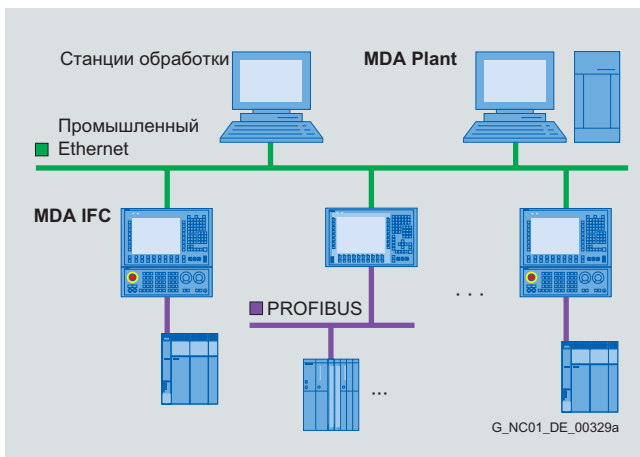 Станции обработки
MDA Plant
Промышленный
Ethernet
MDA IFC
PROFIBUS
. . .
...
G_NC01_DE_00329a